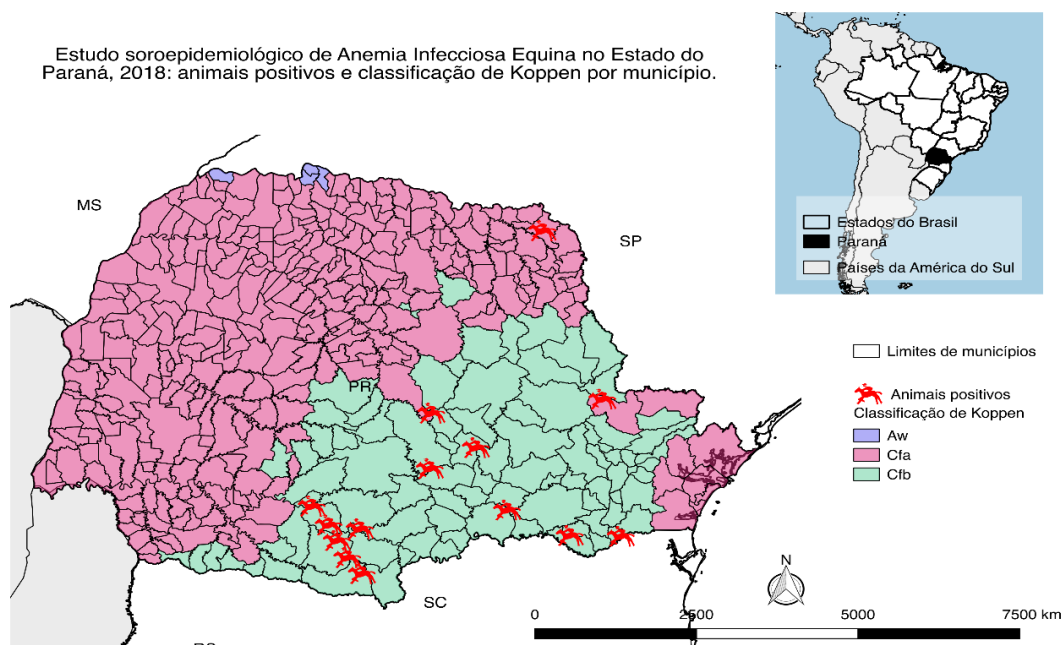 Estudo soroepidemiológico de Anemia Infecciosa Equina no Estado do
Paraná, 2018: animais positivos e classificação de Koppen por município.
Estados do Brasil
Paraná
Países da América do Sul
MS
SP
PR
SC
Limites de municípios
Animais positivos
Classificação de Koppen
Aw
Cfa
Cfb
N
0 2500 5000 7500 km